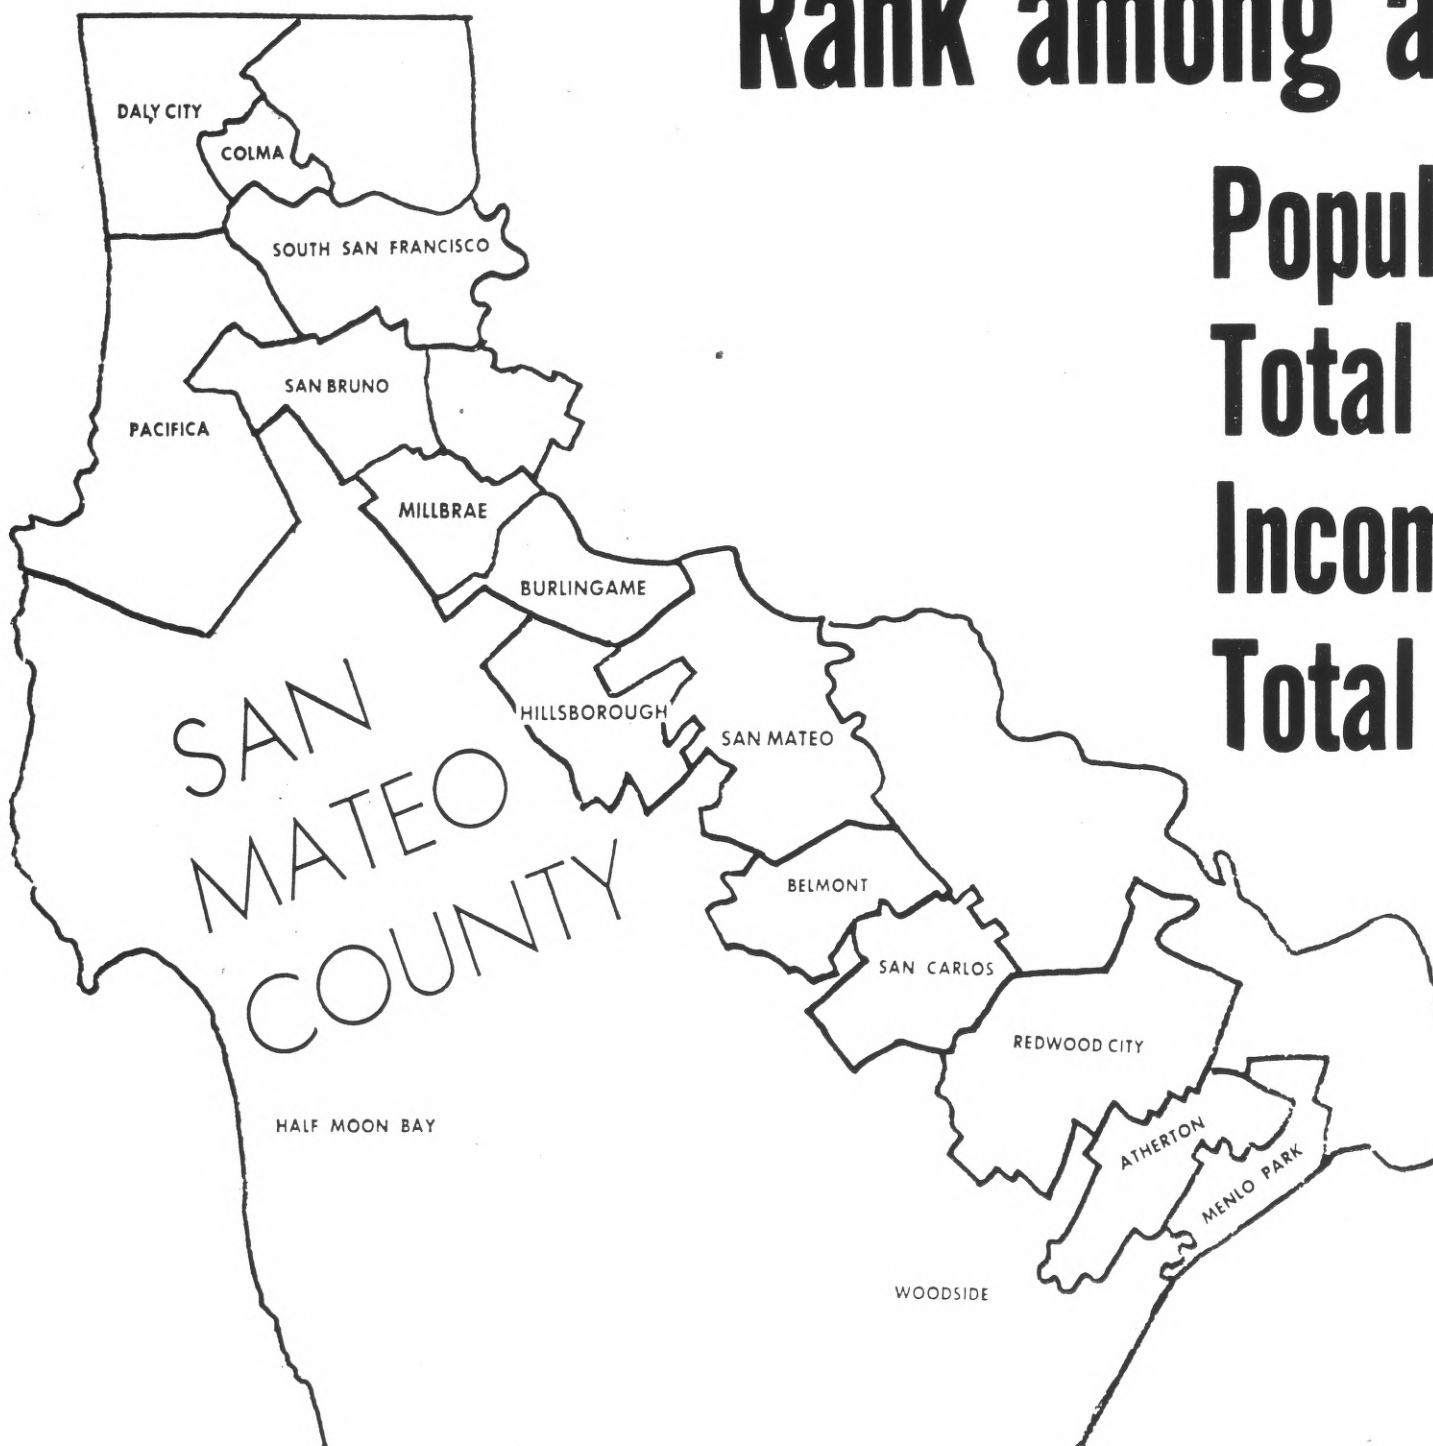 Rank among a
Popul
Total
Incom
Total
DALY CITY
COLMA
SOUTH SAN FRANCISCO
SAN BRUNO
PACIFICA
MILLBRAE
BURLINGAME
HILLSBOROUGH
SAN MATEO
SAN
MATEO
COUNTY
BELMONT
SAN CARLOS
REDWOOD CITY
HALF MOON BAY
ATHERTON
MENLO PARK
WOODSIDE